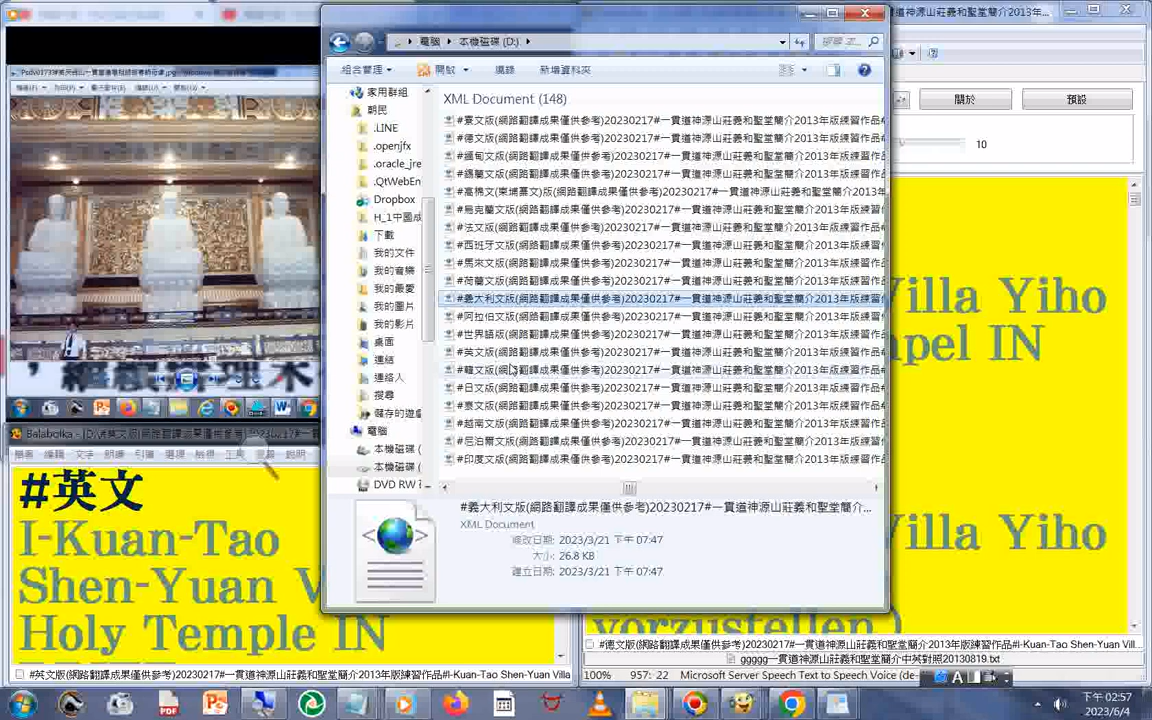 電腦 ▸ 本機磁碟 (D:) ▸
組合管理 開啟 燒錄 新增資料夾
家用群組
朝民
.LINE
.openjfx
.oracle_jre
.QtWebEn
Dropbox
H_1中國成
下載
我的文件
我的音樂
我的最愛
我的圖片
我的影片
桌面
連結
連絡人
搜尋
儲存的遊戲
電腦
本機磁碟 (
本機磁碟 (
DVD RW
XML Document (148)
#寮文版(網路翻譯成果僅供參考)20230217#一貫道神源山莊義和聖堂簡介2013年版練習作品#
#德文版(網路翻譯成果僅供參考)20230217#一貫道神源山莊義和聖堂簡介2013年版練習作品#
#緬甸文版(網路翻譯成果僅供參考)20230217#一貫道神源山莊義和聖堂簡介2013年版練習作
#錫蘭文版(網路翻譯成果僅供參考)20230217#一貫道神源山莊義和聖堂簡介2013年版練習作
#高棉文(柬埔寨文)版(網路翻譯成果僅供參考)20230217#一貫道神源山莊義和聖堂簡介2013年
#烏克蘭文版(網路翻譯成果僅供參考)20230217#一貫道神源山莊義和聖堂簡介2013年版練習
#法文版(網路翻譯成果僅供參考)20230217#一貫道神源山莊義和聖堂簡介2013年版練習作品#
#西班牙文版(網路翻譯成果僅供參考)20230217#一貫道神源山莊義和聖堂簡介2013年版練習
#馬來文版(網路翻譯成果僅供參考)20230217#一貫道神源山莊義和聖堂簡介2013年版練習作
#荷蘭文版(網路翻譯成果僅供參考)20230217#一貫道神源山莊義和聖堂簡介2013年版練習作
#義大利文版(網路翻譯成果僅供參考)20230217#一貫道神源山莊義和聖堂簡介2013年版練習
#阿拉伯文版(網路翻譯成果僅供參考)20230217#一貫道神源山莊義和聖堂簡介2013年版練習
#世界語版(網路翻譯成果僅供參考)20230217#一貫道神源山莊義和聖堂簡介2013年版練習作
#英文版(網路翻譯成果僅供參考)20230217#一貫道神源山莊義和聖堂簡介2013年版練習作品#
#韓文版(網路翻譯成果僅供參考)20230217#一貫道神源山莊義和聖堂簡介2013年版練習作品#
#日文版(網路翻譯成果僅供參考)20230217#一貫道神源山莊義和聖堂簡介2013年版練習作品#
#泰文版(網路翻譯成果僅供參考)20230217#一貫道神源山莊義和聖堂簡介2013年版練習作品#
#越南文版(網路翻譯成果僅供參考)20230217#一貫道神源山莊義和聖堂簡介2013年版練習作
#尼泊爾文版(網路翻譯成果僅供參考)20230217#一貫道神源山莊義和聖堂簡介2013年版練習
#印度文版(網路翻譯成果僅供參考)20230217#一貫道神源山莊義和聖堂簡介2013年版練習作
#義大利文版(網路翻譯成果僅供參考)20230217#一貫道神源山莊義和聖堂簡介...
XML Document
修改日期: 2023/3/21 下午 07:47
大小: 26.8 KB
建立日期: 2023/3/21 下午 07:47
道神源山莊義和聖堂簡介2013年...
關於 預設
10
Villa Yiho
pel IN
Villa Yiho
vorzustellen )
#德文版(網路翻譯成果僅供參考)20230217#一貫道神源山莊義和聖堂簡介2013年版練習作品#I-Kuan-Tao Shen-Yuan Vill...
ggggg一貫道神源山莊義和聖堂簡介中英對照20130819.txt
100% 957: 22 Microsoft Server Speech Text to Speech Voice (de-
#英文
I-Kuan-Tao
Shen-Yuan V
Holy Temple IN
#英文版(網路翻譯成果僅供參考)20230217#一貫道神源山莊義和聖堂簡介2013年版練習作品#I-Kuan-Tao Shen-Yuan Villa
下午 02:57
2023/6/4